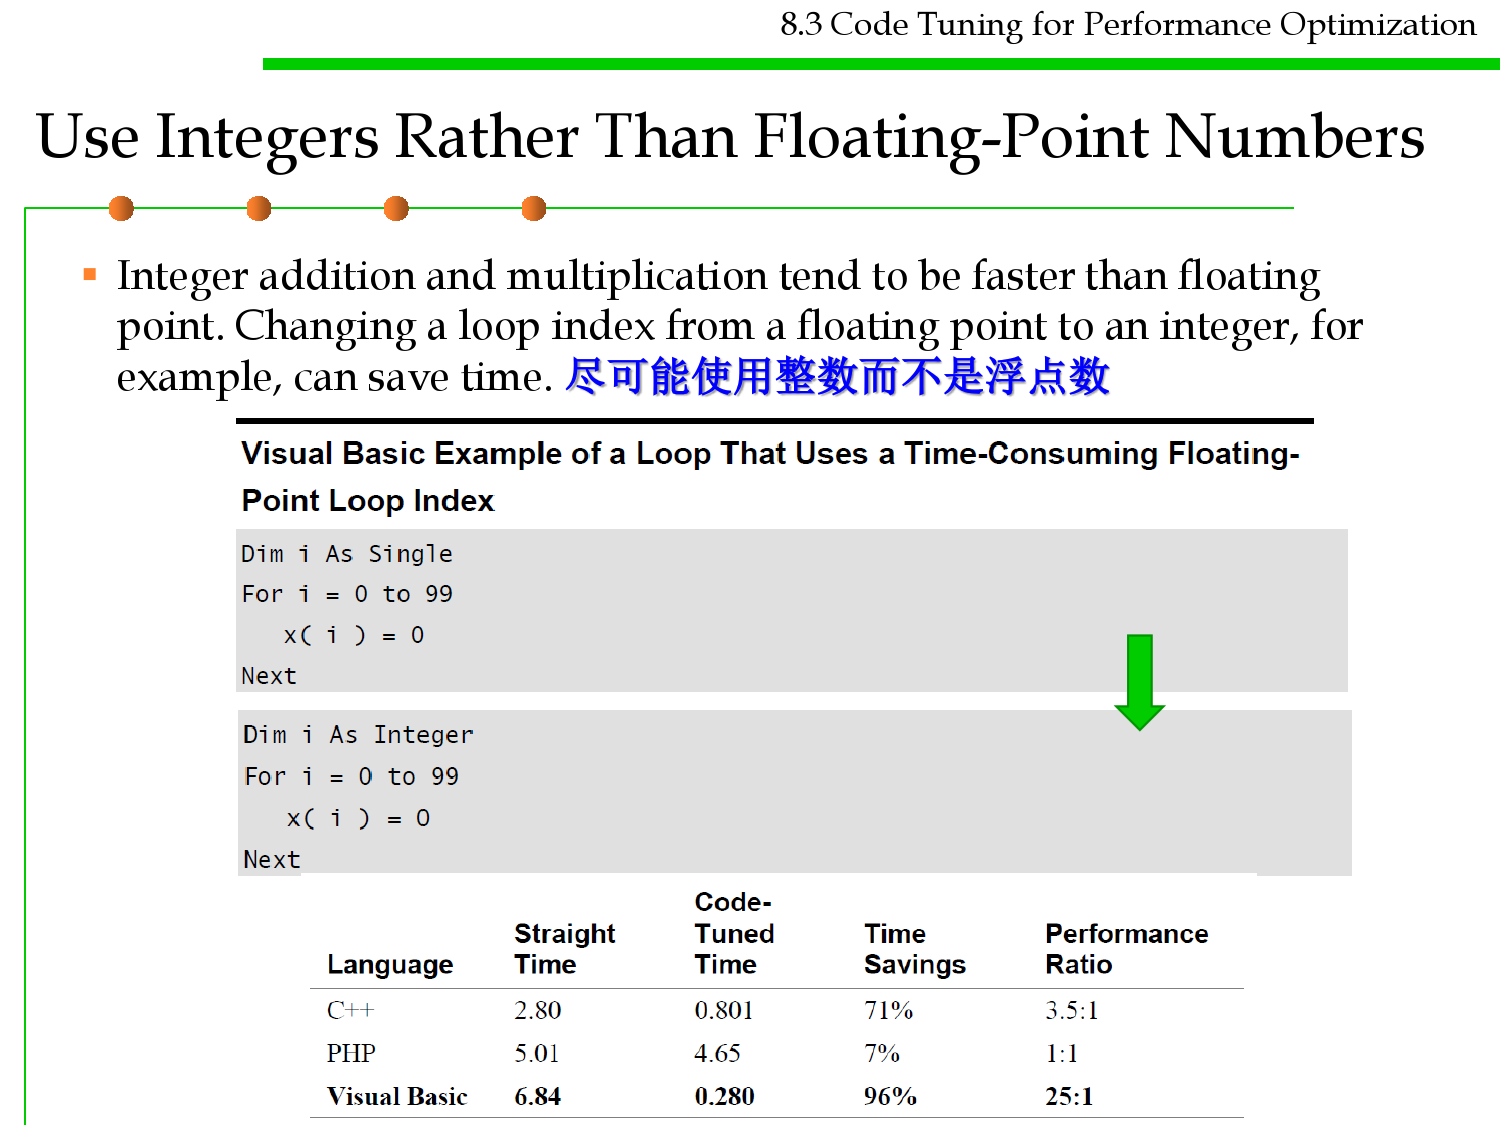 8.3 Code Tuning for Performance Optimization
Use Integers Rather Than Floating-Point Numbers
Integer addition and multiplication tend to be faster than floating
point. Changing a loop index from a floating point to an integer, for
example, can save time. 尽可能使用整数而不是浮点数
Visual Basic Example of a Loop That Uses a Time-Consuming Floating-
Point Loop Index
Dim i As Single
For i = 0 to 99
x( i ) = 0
Next
Dim i As Integer
For i = 0 to 99
x( i ) = 0
Next
Language Straight Time Code-Tuned Time Time Savings Performance Ratio
C++ 2.80 0.801 71% 3.5:1
PHP 5.01 4.65 7% 1:1
Visual Basic 6.84 0.280 96% 25:1